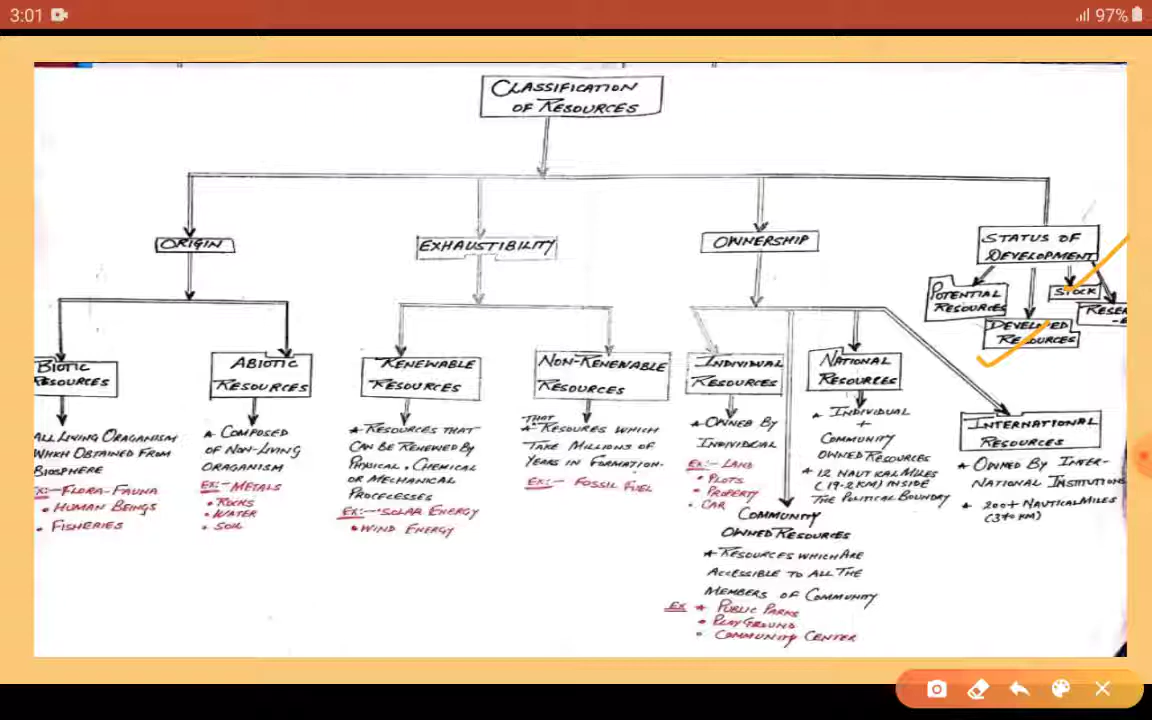 3:01
97%
CLASSIFICATION
OF RESOURCES
ORIGIN
EXHAUSTIBILITY
OWNERSHIP
STATUS OF
DEVELOPMENT
POTENTIAL
RESOURCES
STOCK
RESER
-E
DEVELOPED
RESOURCES
BIOTIC
RESOURCES
ALL LIVING ORAGANISM
WHICH OBTAINED FROM
BIOSPHERE
EX:- FLORA-FAUNA
• HUMAN BEINGS
• FISHERIES
ABIOTIC
RESOURCES
* COMPOSED
OF NON-LIVING
ORAGANISM
EX:- METALS
• ROCKS
• WATER
• SOIL
RENEWABLE
RESOURCES
* RESOURCES THAT
CAN BE RENEWED BY
PHYSICAL, CHEMICAL
OR MECHANICAL
PROCFLESSES
EX:- SOLAR ENERGY
• WIND ENERGY
NON-RENEWABLE
RESOURCES
THAT
* RESOURES WHICH
TAKE MILLIONS OF
YEARS IN FORMATION.
EX:- FOSSIL FUEL
INDIVIDUAL
RESOURCES
* OWNED BY
INDIVIDUAL
EX:- LAND
• PLOTS
• PROPERTY
• CAR
COMMUNITY
OWNED RESOURCES
* RESOURCES WHICH ARE
ACCESSIBLE TO ALL THE
MEMBERS OF COMMUNITY
EX * PUBLIC PARKS
• PLAY GROUND
• COMMUNITY CENTER
NATIONAL
RESOURCES
* INDIVIDUAL
+
COMMUNITY
OWNED RESOURCES
* 12 NAUTICAL MILES
(19.2 KM) INSIDE
THE POLITICAL BOUNDRY
INTERNATIONAL
RESOURCES
* OWNED BY INTER-
NATIONAL INSTITUTIONS
* 200+ NAUTICAL MILES
(370 KM)